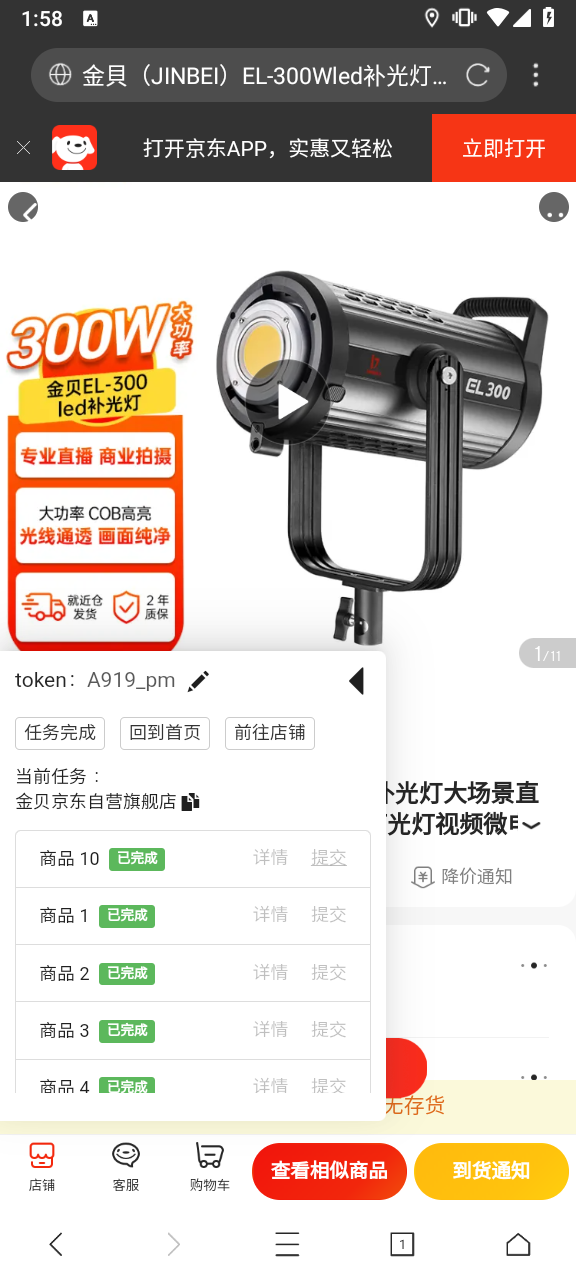 1:58
A
金貝（JINBEI）EL-300Wled补光灯...
打开京东APP，实惠又轻松
立即打开
300W
大功率
金贝EL-300
led补光灯
专业直播 商业拍摄
大功率 COB高亮
光线通透 画面纯净
就近仓
发货
2 年
质保
EL300
1/11
token： A919_pm
任务完成
回到首页
前往店铺
当前任务：
金贝京东自营旗舰店
商品 10 已完成 详情 提交
商品 1 已完成 详情 提交
商品 2 已完成 详情 提交
商品 3 已完成 详情 提交
商品 4 已完成 详情 提交
补光灯大场景直
光灯视频微
降价通知
无存货
店铺
客服
购物车
查看相似商品
到货通知
1